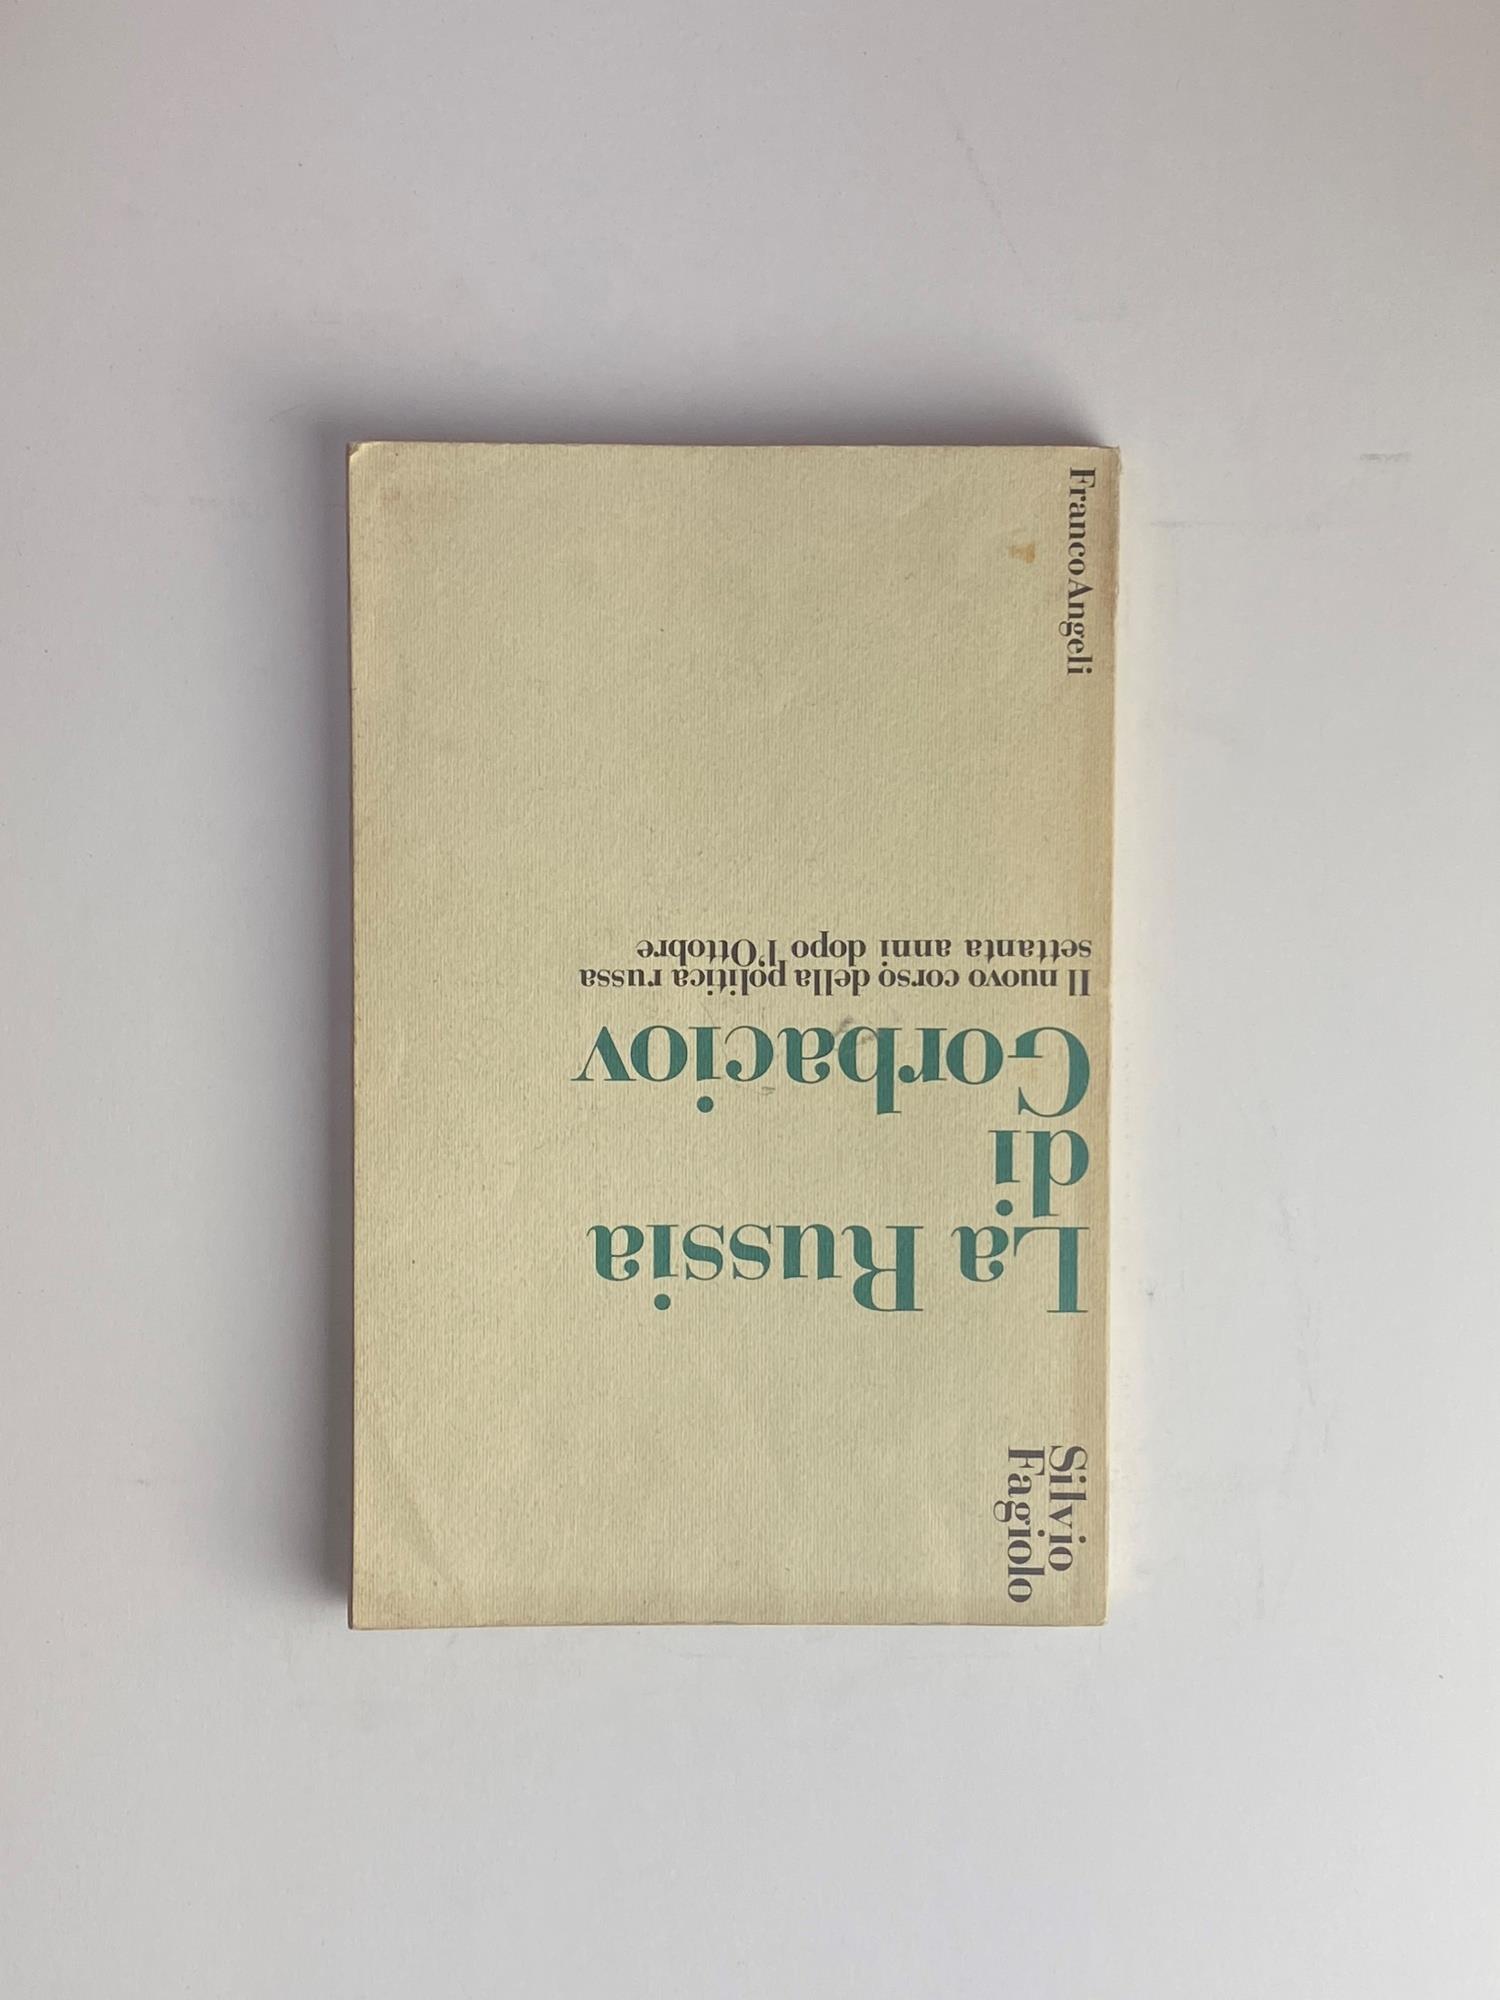 Silvio
Fagiolo
La Russia
di
Gorbaciov
Il nuovo corso della politica russa
settanta anni dopo l'Ottobre
FrancoAngeli